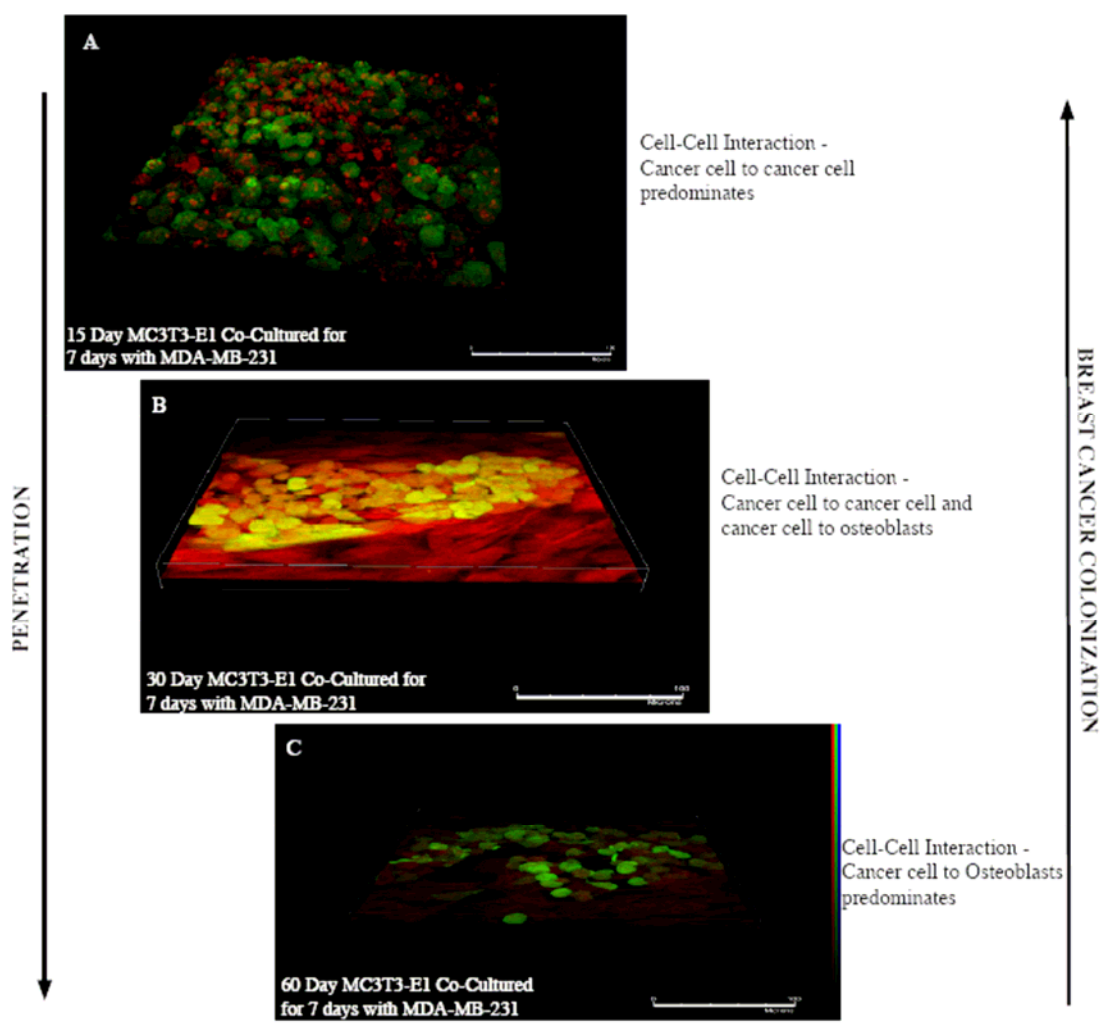 A
Cell-Cell Interaction -
Cancer cell to cancer cell
predominates
15 Day MC3T3-E1 Co-Cultured for
7 days with MDA-MB-231
B
Cell-Cell Interaction -
Cancer cell to cancer cell and
cancer cell to osteoblasts
30 Day MC3T3-E1 Co-Cultured for
7 days with MDA-MB-231
0 100
Microns
C
Cell-Cell Interaction -
Cancer cell to Osteoblasts
predominates
60 Day MC3T3-E1 Co-Cultured
for 7 days with MDA-MB-231
PENETRATION
BREAST CANCER COLONIZATION